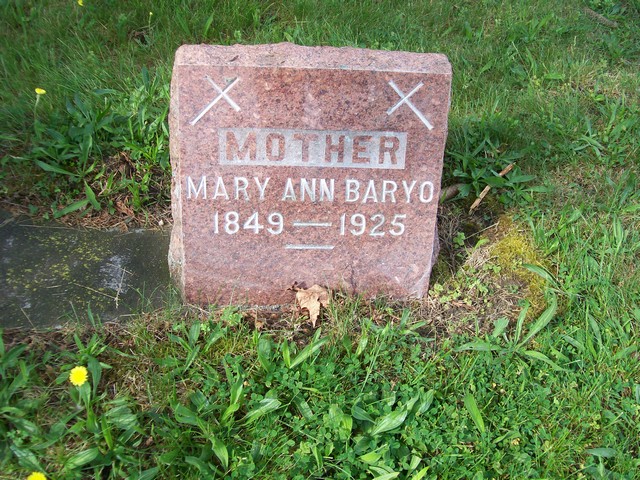 MOTHER
MARY ANN BARYO
1849 — 1925